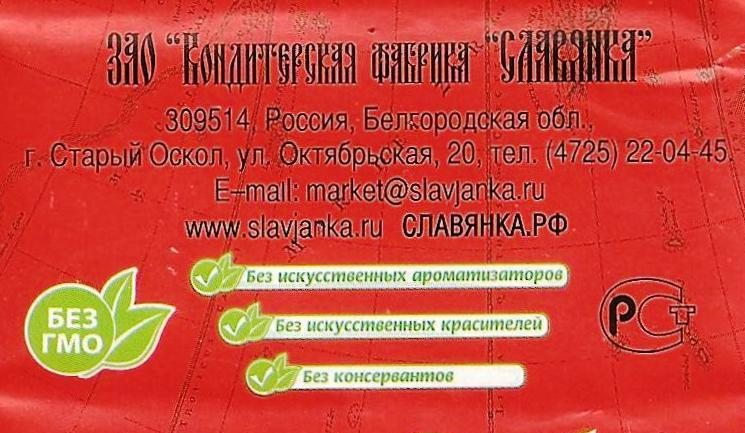 ЗАО "Кондитерская фабрика "СЛАВЯНКА"
309514, Россия, Белгородская обл.,
г. Старый Оскол, ул. Октябрьская, 20, тел. (4725) 22-04-45.
E–mail: market@slavjanka.ru
www.slavjanka.ru СЛАВЯНКА.РФ
Без искусственных ароматизаторов
БЕЗ
ГМО
Без искусственных красителей
Без консервантов
РСТ